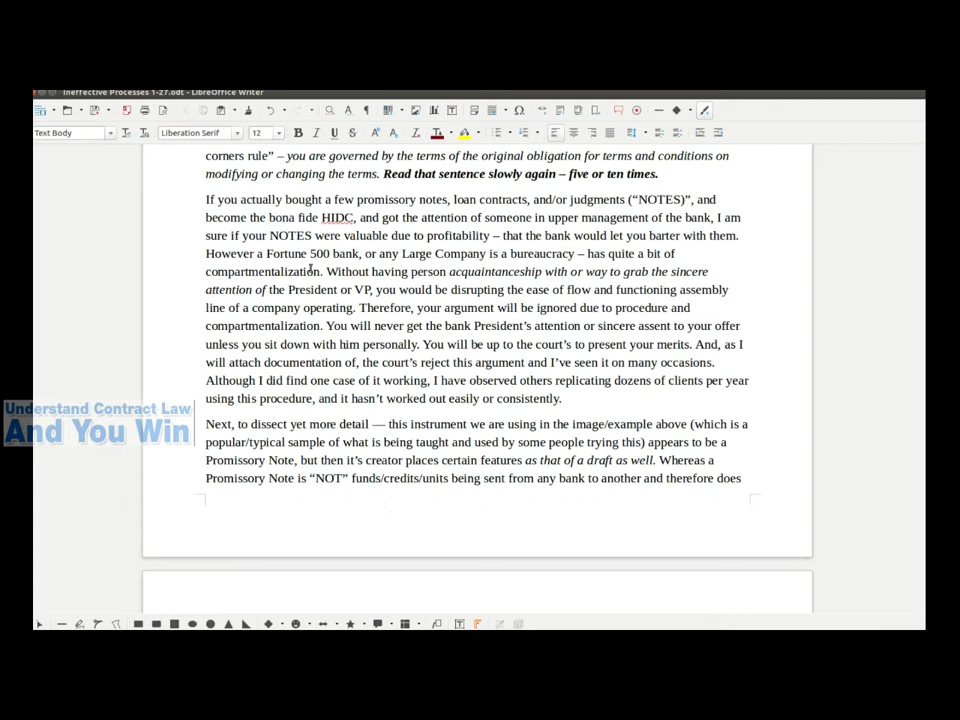 Ineffective Processes 1-27.odt - LibreOffice Writer
Text Body
Liberation Serif
12
corners rule” – you are governed by the terms of the original obligation for terms and conditions on
modifying or changing the terms. Read that sentence slowly again – five or ten times.
If you actually bought a few promissory notes, loan contracts, and/or judgments (“NOTES)”, and
become the bona fide HIDC, and got the attention of someone in upper management of the bank, I am
sure if your NOTES were valuable due to profitability – that the bank would let you barter with them.
However a Fortune 500 bank, or any Large Company is a bureaucracy – has quite a bit of
compartmentalization. Without having person acquaintanceship with or way to grab the sincere
attention of the President or VP, you would be disrupting the ease of flow and functioning assembly
line of a company operating. Therefore, your argument will be ignored due to procedure and
compartmentalization. You will never get the bank President’s attention or sincere assent to your offer
unless you sit down with him personally. You will be up to the court’s to present your merits. And, as I
will attach documentation of, the court’s reject this argument and I’ve seen it on many occasions.
Although I did find one case of it working, I have observed others replicating dozens of clients per year
using this procedure, and it hasn’t worked out easily or consistently.
Understand Contract Law
And You Win
Next, to dissect yet more detail — this instrument we are using in the image/example above (which is a
popular/typical sample of what is being taught and used by some people trying this) appears to be a
Promissory Note, but then it’s creator places certain features as that of a draft as well. Whereas a
Promissory Note is “NOT” funds/credits/units being sent from any bank to another and therefore does